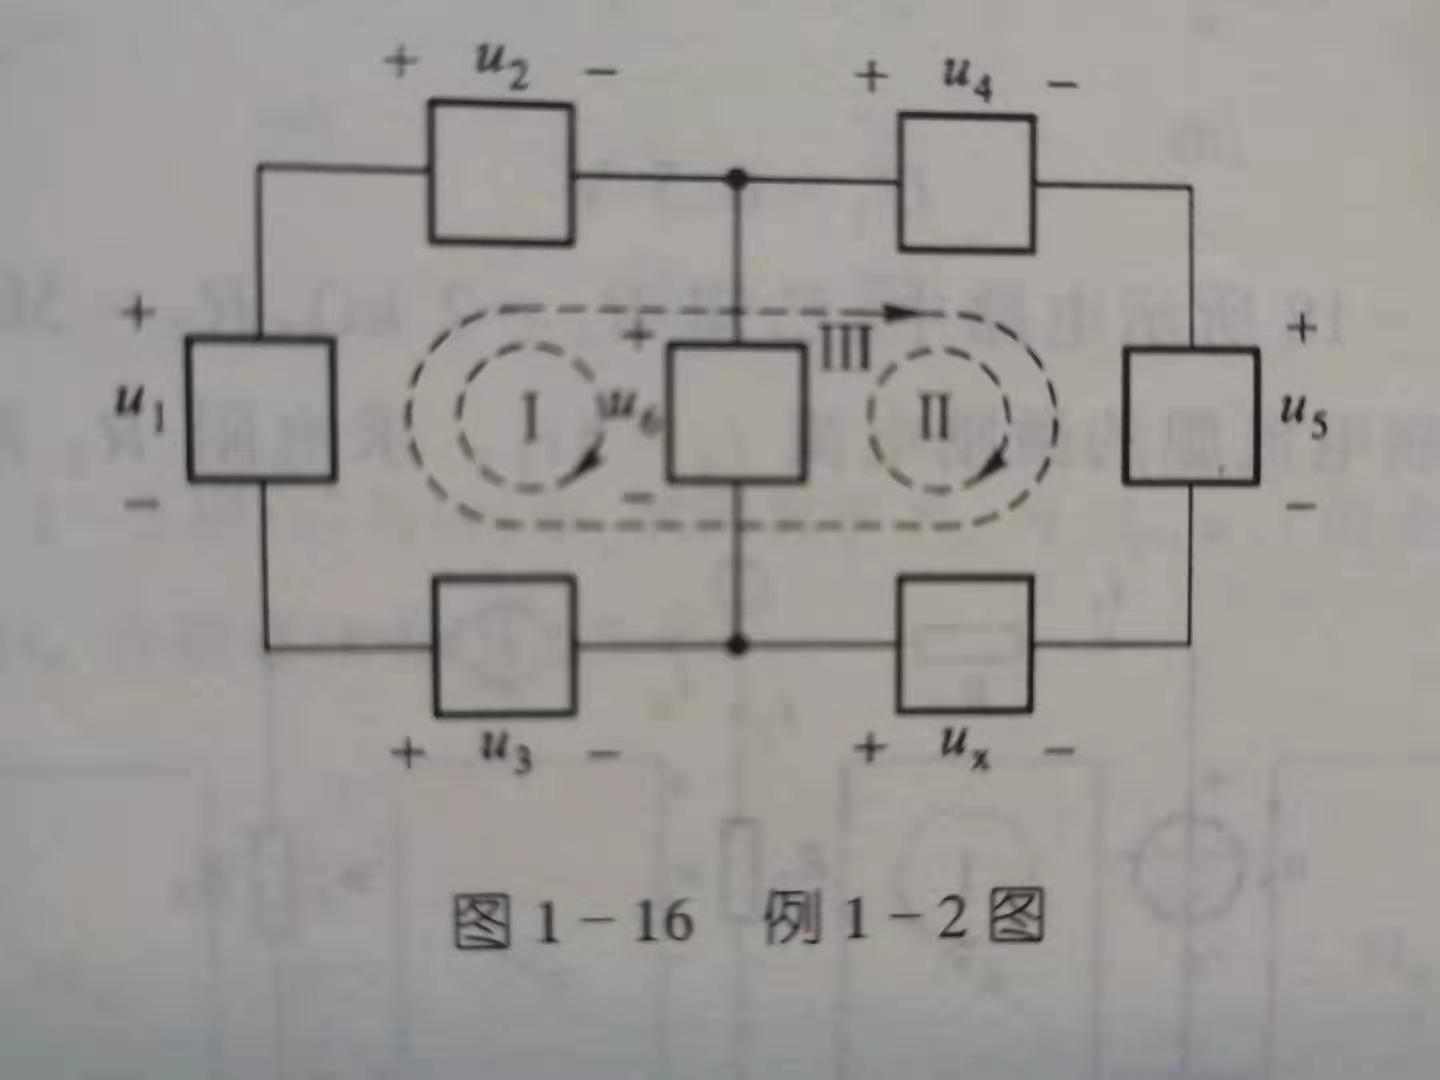 + u₂ − + u₄ −
+ III +
u₁ I u₆ II u₅
− − −
+ u₃ − + uₓ −
图 1－16 例 1－2 图